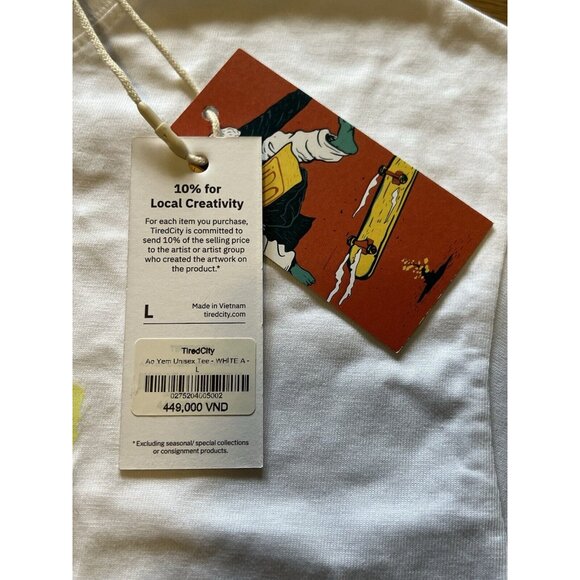 10% for
Local Creativity
For each item you purchase,
TiredCity is committed to
send 10% of the selling price
to the artist or artist group
who created the artwork on
the product.*
L
Made in Vietnam
tiredcity.com
TiredCity
Ao Yem Unisex Tee - WHITE A -
L
0275204005002
449,000 VND
*Excluding seasonal/ special collections
or consignment products.